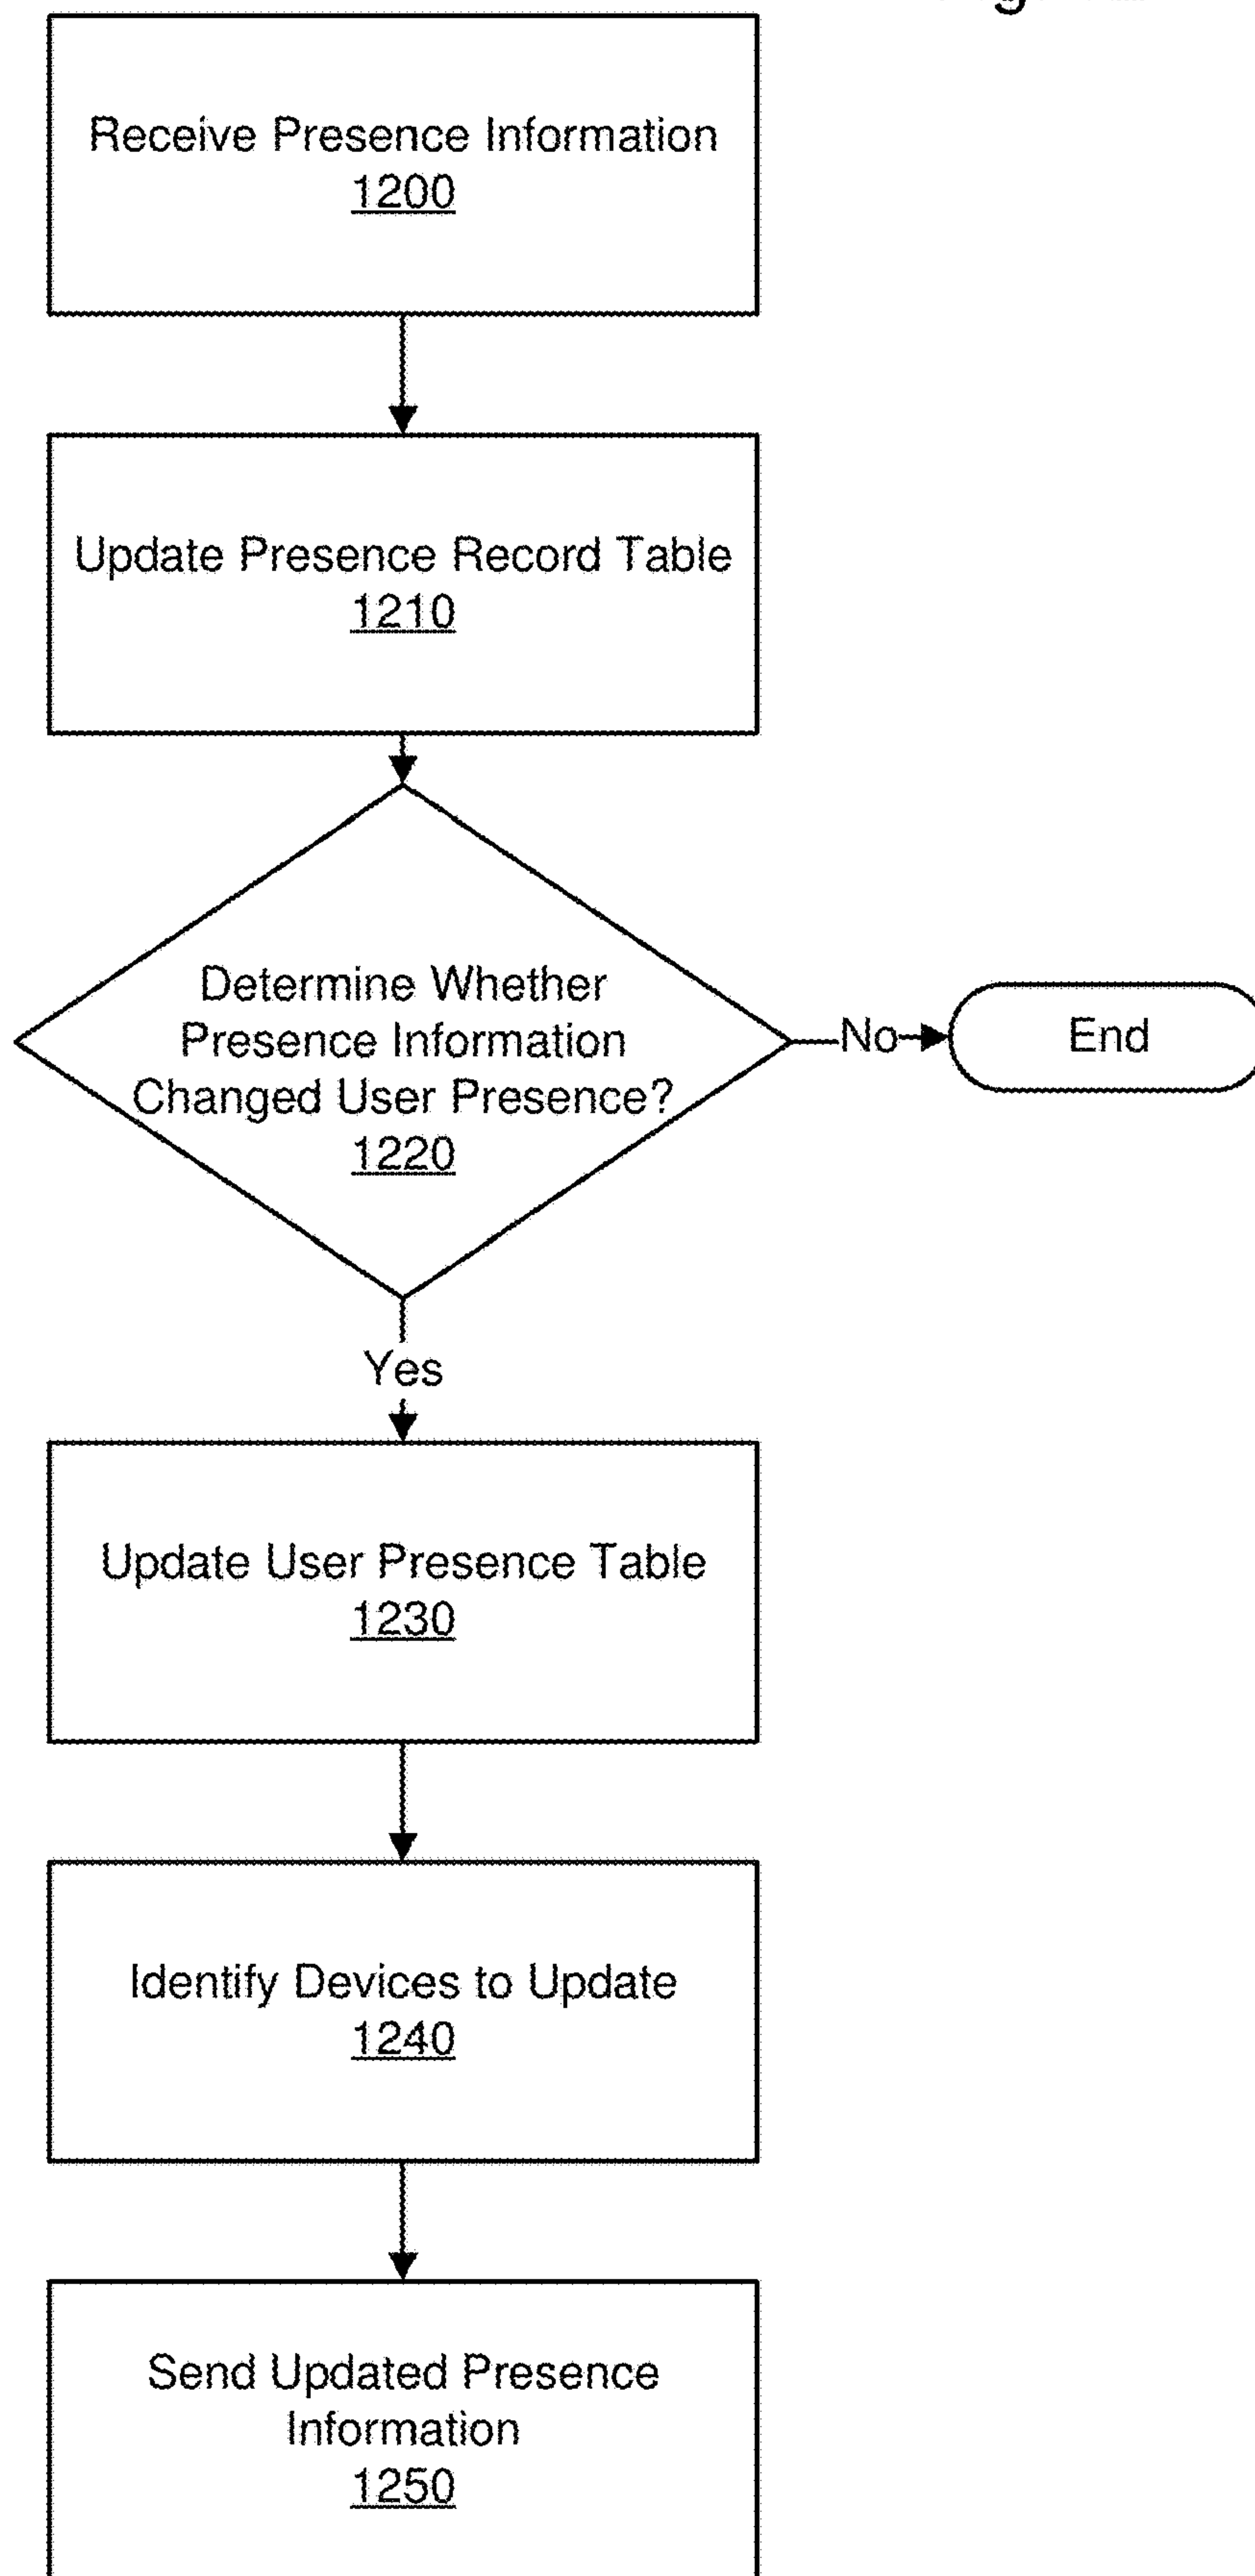 Receive Presence Information
1200
Update Presence Record Table
1210
Determine Whether
Presence Information
Changed User Presence?
1220
No
End
Yes
Update User Presence Table
1230
Identify Devices to Update
1240
Send Updated Presence
Information
1250